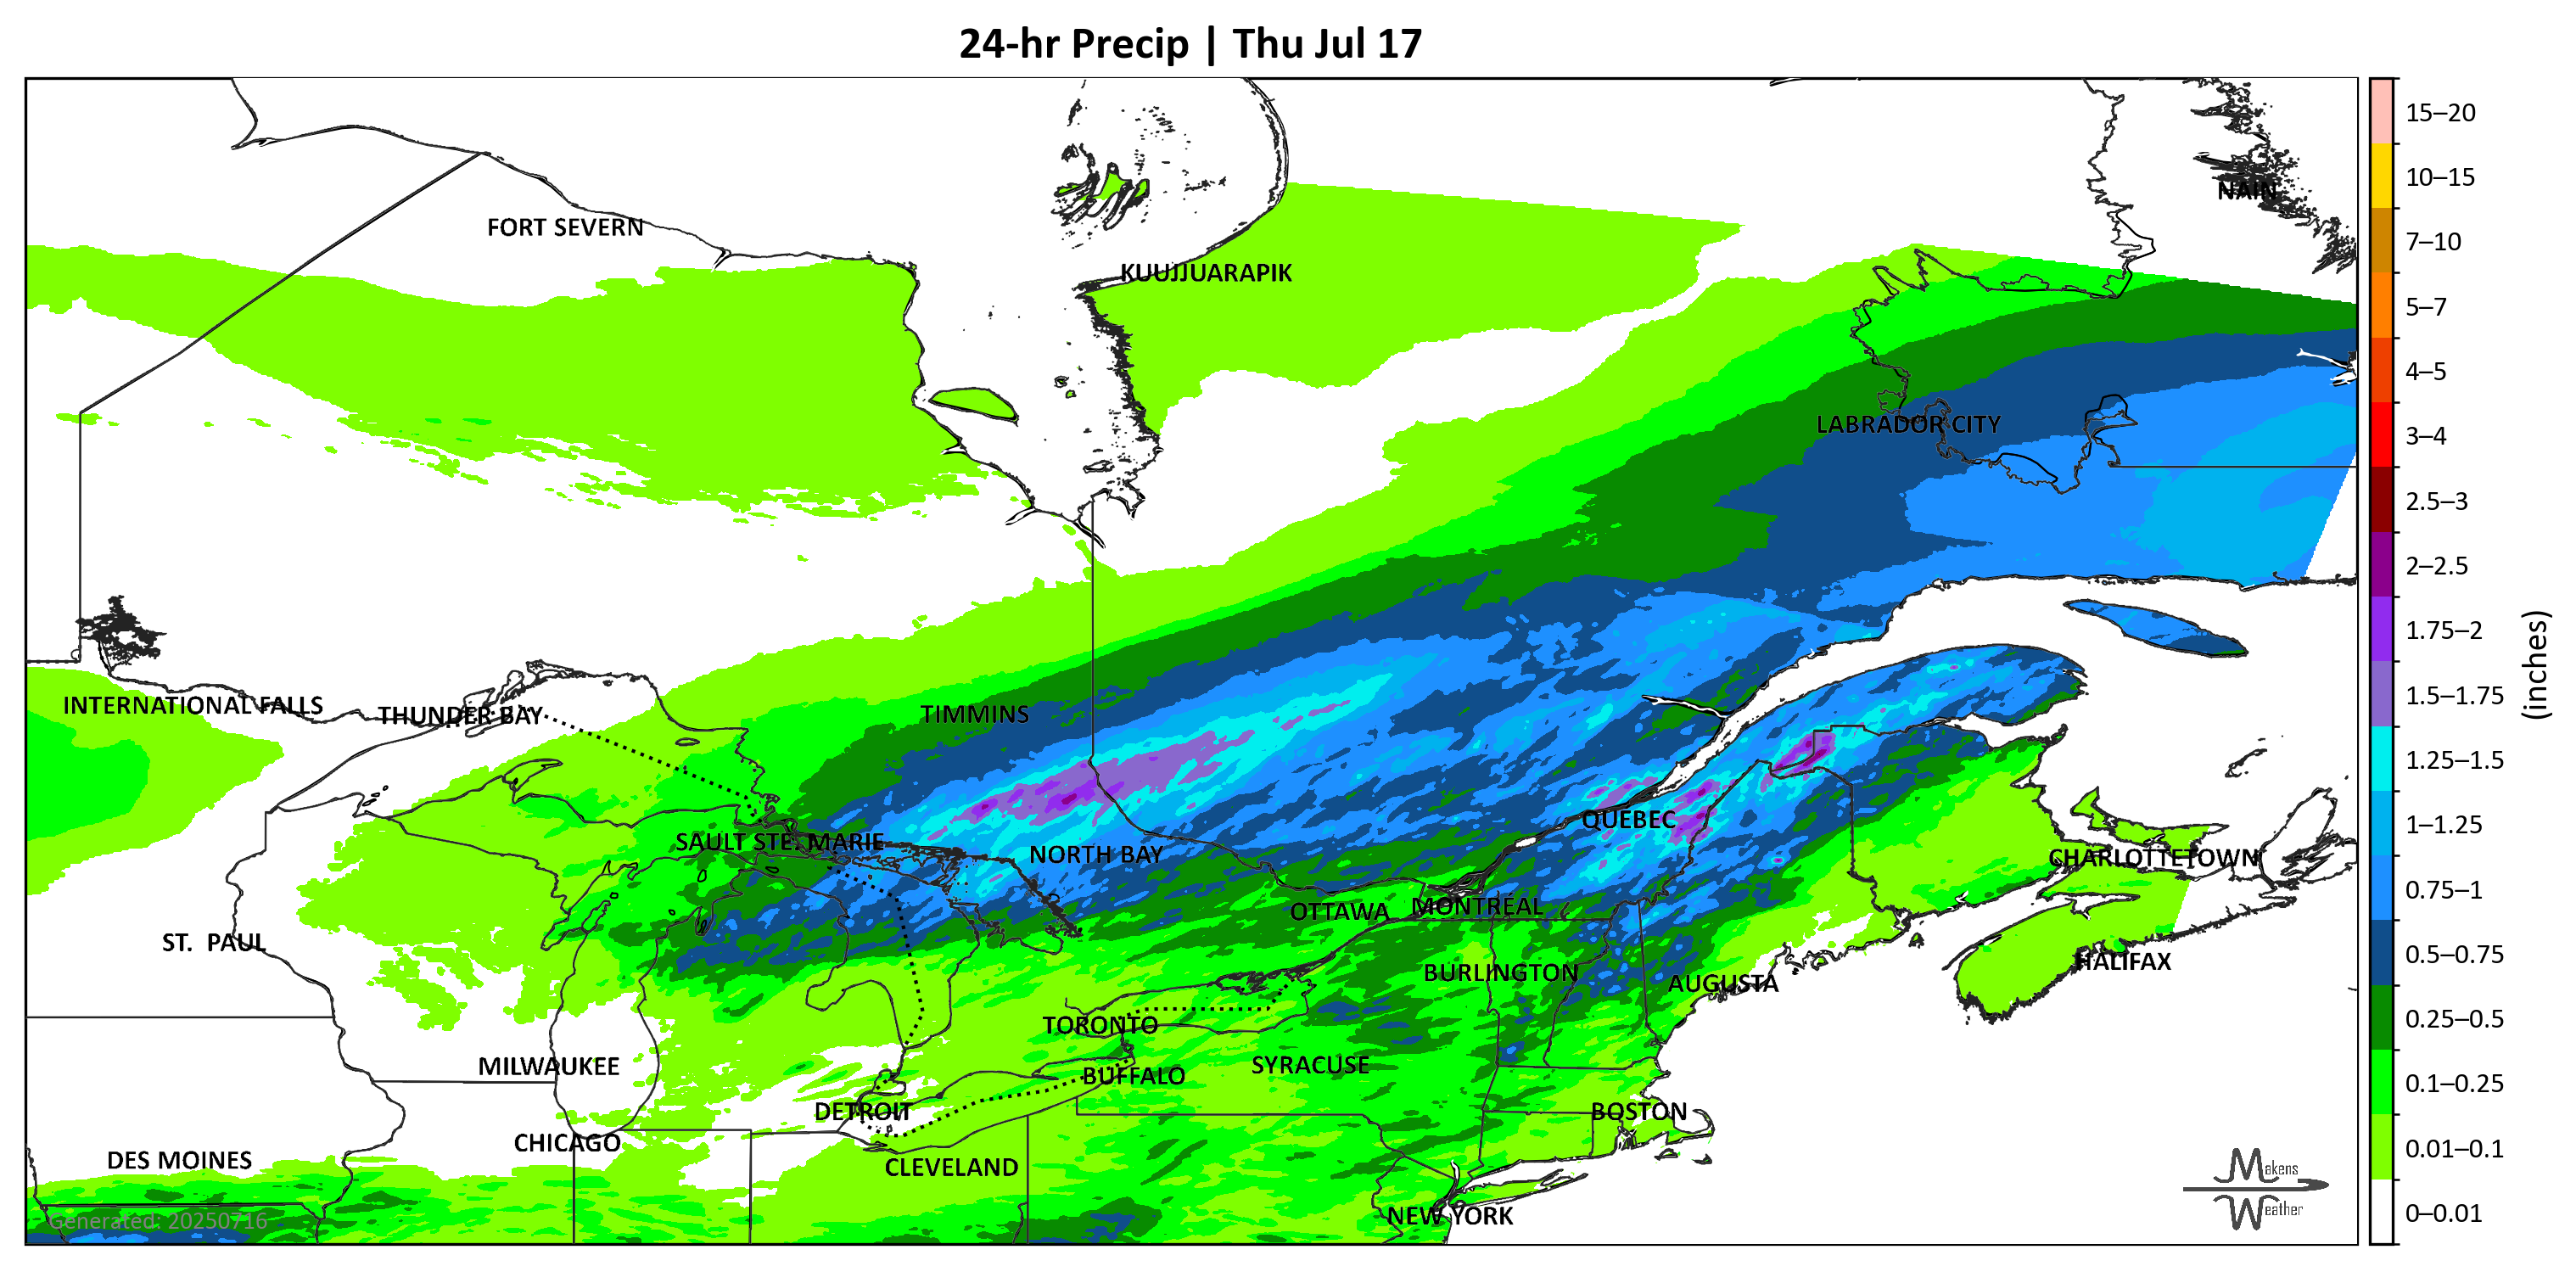 24-hr Precip | Thu Jul 17
15–20
10–15
NAIN
FORT SEVERN
7–10
KUUJJUARAPIK
5–7
4–5
LABRADOR CITY
3–4
2.5–3
2–2.5
1.75–2
(inches)
INTERNATIONAL FALLS
THUNDER BAY
TIMMINS
1.5–1.75
1.25–1.5
QUEBEC
1–1.25
SAULT STE. MARIE
NORTH BAY
CHARLOTTETOWN
0.75–1
OTTAWA
MONTREAL
ST. PAUL
0.5–0.75
BURLINGTON
AUGUSTA
HALIFAX
TORONTO
0.25–0.5
MILWAUKEE
SYRACUSE
BUFFALO
0.1–0.25
DETROIT
BOSTON
CHICAGO
0.01–0.1
DES MOINES
CLEVELAND
Makens
Weather
Generated: 20250716
NEW YORK
0–0.01